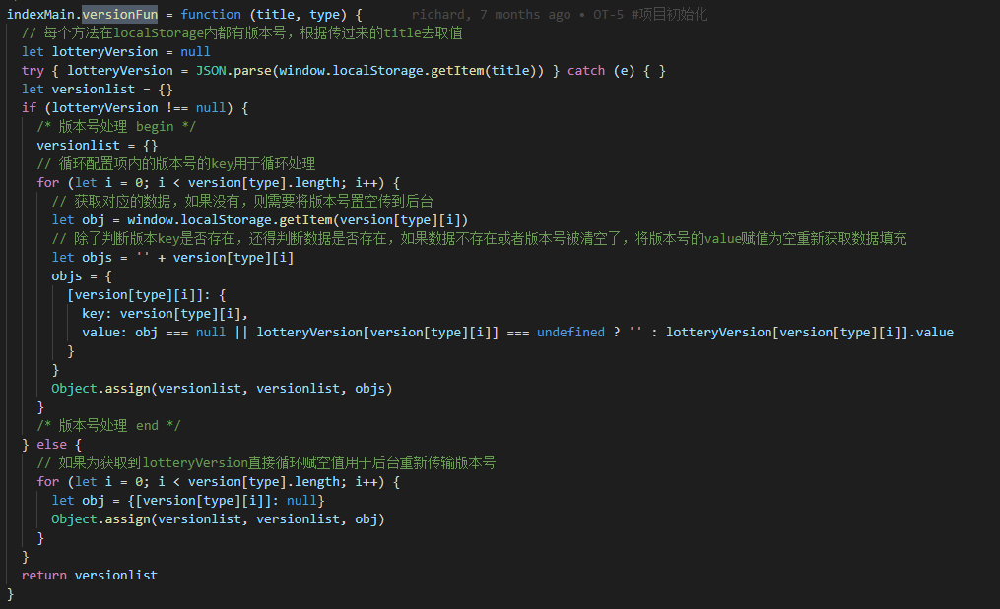 indexMain.versionFun = function (title, type) {      richard, 7 months ago • OT-5 #项目初始化
  // 每个方法在localStorage内都有版本号，根据传过来的title去取值
  let lotteryVersion = null
  try { lotteryVersion = JSON.parse(window.localStorage.getItem(title)) } catch (e) { }
  let versionlist = {}
  if (lotteryVersion !== null) {
    /* 版本号处理 begin */
    versionlist = {}
    // 循环配置项内的版本号的key用于循环处理
    for (let i = 0; i < version[type].length; i++) {
      // 获取对应的数据，如果没有，则需要将版本号置空传到后台
      let obj = window.localStorage.getItem(version[type][i])
      // 除了判断版本key是否存在，还得判断数据是否存在，如果数据不存在或者版本号被清空了，将版本号的value赋值为空重新获取数据填充
      let objs = '' + version[type][i]
      objs = {
        [version[type][i]]: {
          key: version[type][i],
          value: obj === null || lotteryVersion[version[type][i]] === undefined ? '' : lotteryVersion[version[type][i]].value
        }
      }
      Object.assign(versionlist, versionlist, objs)
    }
    /* 版本号处理 end */
  } else {
    // 如果为获取到lotteryVersion直接循环赋空值用于后台重新传输版本号
    for (let i = 0; i < version[type].length; i++) {
      let obj = {[version[type][i]]: null}
      Object.assign(versionlist, versionlist, obj)
    }
  }
  return versionlist
}